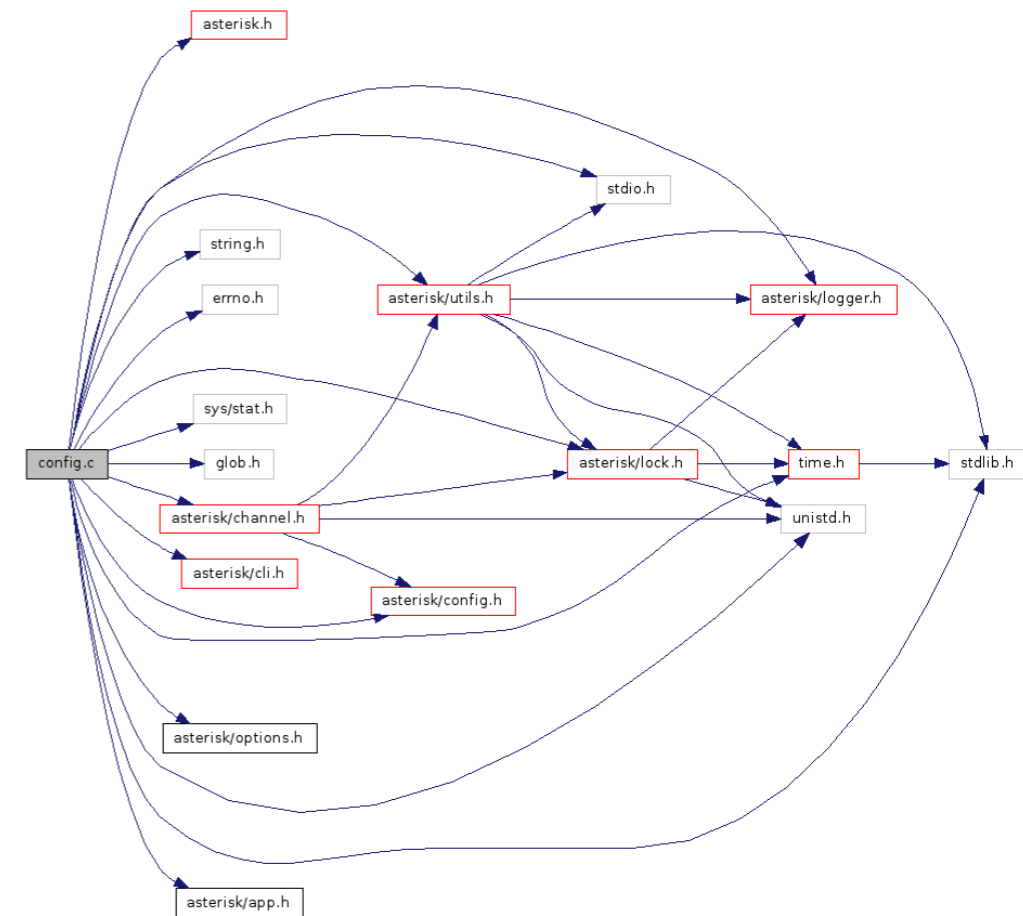 asterisk.h
stdio.h
string.h
asterisk/utils.h
asterisk/logger.h
errno.h
sys/stat.h
config.c
glob.h
asterisk/lock.h
time.h
stdlib.h
asterisk/channel.h
unistd.h
asterisk/cli.h
asterisk/config.h
asterisk/options.h
asterisk/app.h